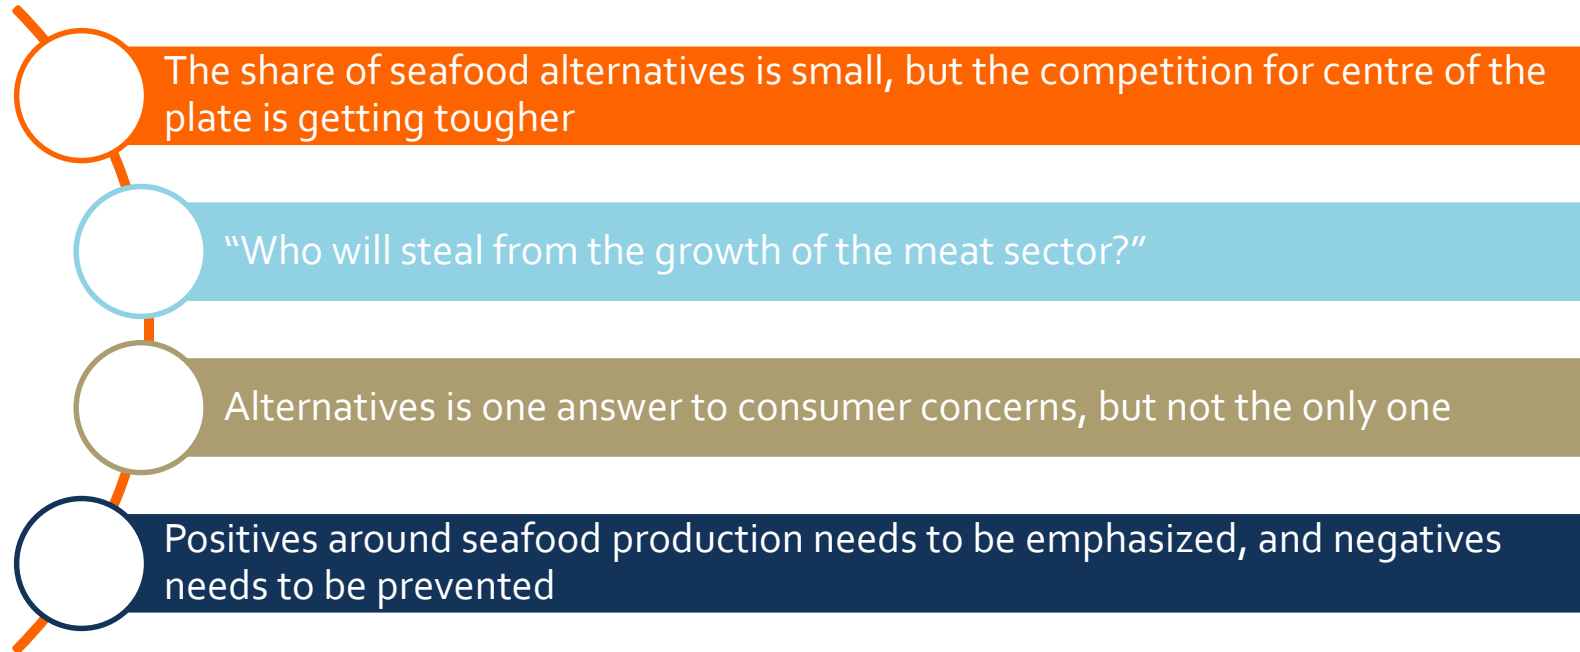 The share of seafood alternatives is small, but the competition for centre of the
plate is getting tougher
“Who will steal from the growth of the meat sector?”
Alternatives is one answer to consumer concerns, but not the only one
Positives around seafood production needs to be emphasized, and negatives
needs to be prevented